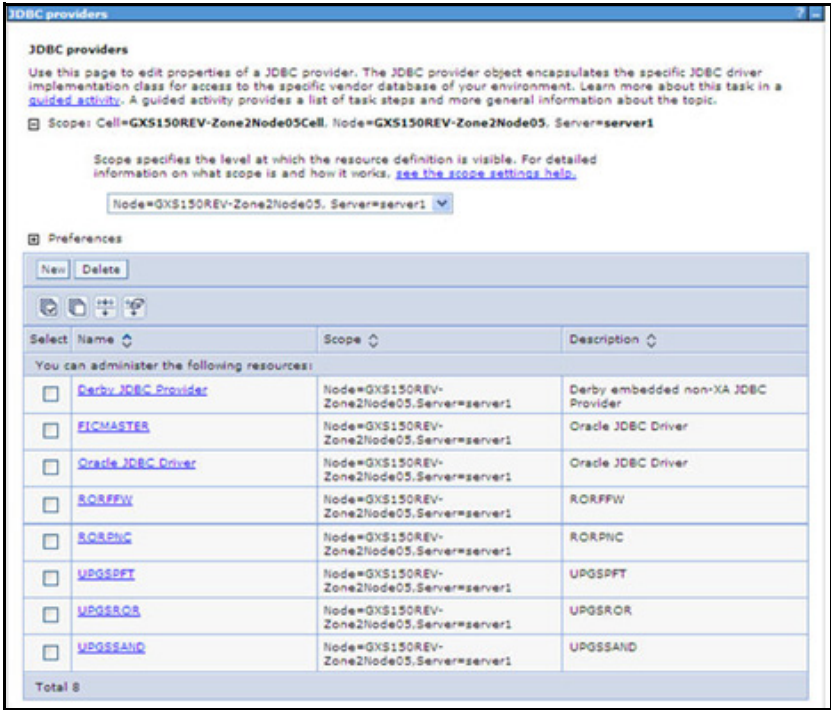 JDBC providers
? –
JDBC providers
Use this page to edit properties of a JDBC provider. The JDBC provider object encapsulates the specific JDBC driver
implementation class for access to the specific vendor database of your environment. Learn more about this task in a
guided activity. A guided activity provides a list of task steps and more general information about the topic.
Scope: Cell=GXS150REV-Zone2Node05Cell, Node=GXS150REV-Zone2Node05, Server=server1
Scope specifies the level at which the resource definition is visible. For detailed
information on what scope is and how it works, see the scope settings help.
Node=GXS150REV-Zone2Node05, Server=server1
Preferences
New Delete
Select Name Scope Description
You can administer the following resources:
Derby JDBC Provider Node=GXS150REV- Derby embedded non-XA JDBC
Zone2Node05,Server=server1 Provider
FICMASTER Node=GXS150REV- Oracle JDBC Driver
Zone2Node05,Server=server1
Oracle JDBC Driver Node=GXS150REV- Oracle JDBC Driver
Zone2Node05,Server=server1
RORFFW Node=GXS150REV- RORFFW
Zone2Node05,Server=server1
RORPNC Node=GXS150REV- RORPNC
Zone2Node05,Server=server1
UPGSPFT Node=GXS150REV- UPGSPFT
Zone2Node05,Server=server1
UPGSROR Node=GXS150REV- UPGSROR
Zone2Node05,Server=server1
UPGSSAND Node=GXS150REV- UPGSSAND
Zone2Node05,Server=server1
Total 8